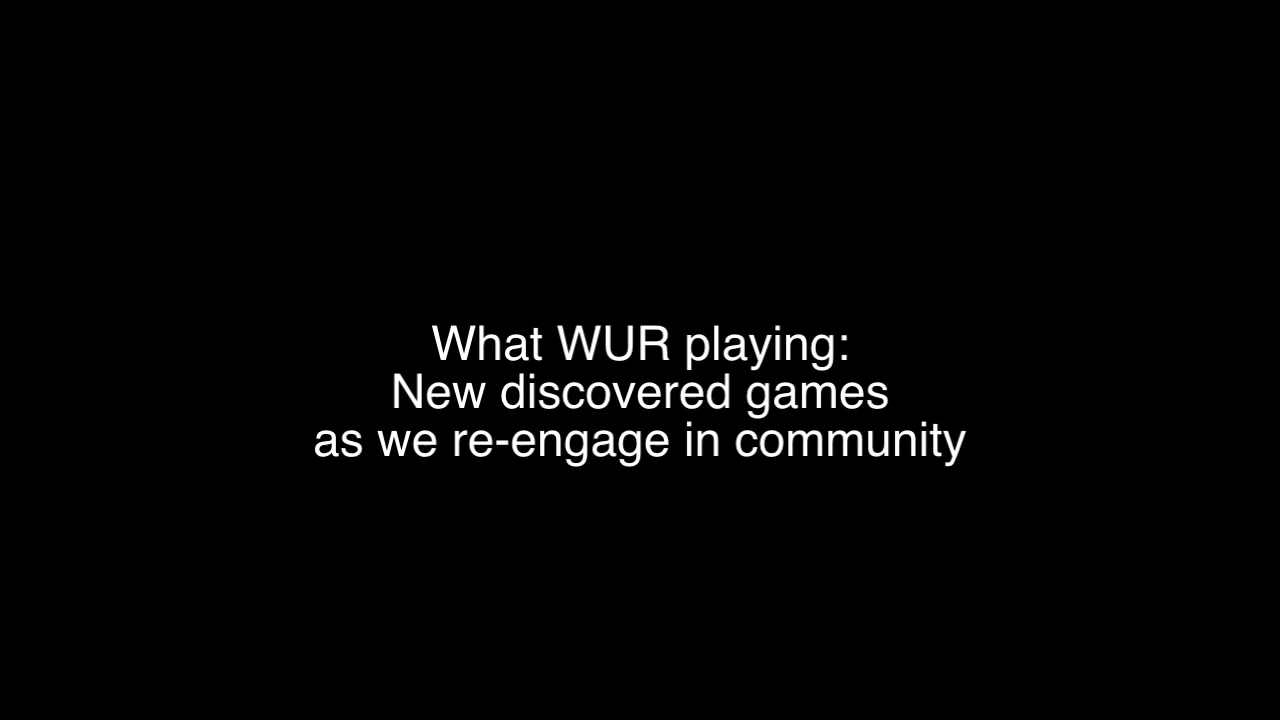 What WUR playing:
New discovered games
as we re-engage in community